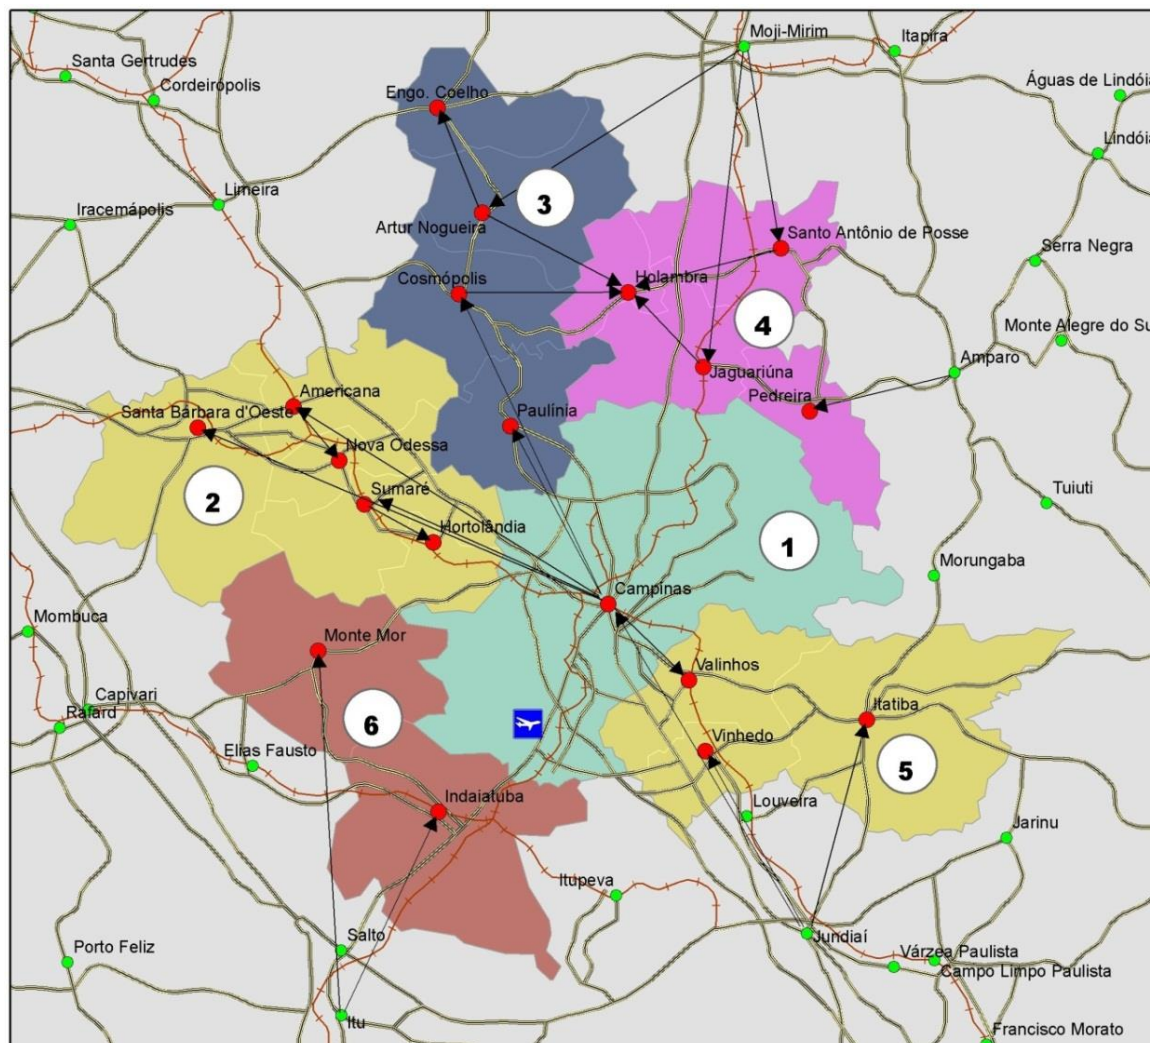 Moji-Mirim
Itapira
Santa Gertrudes
Cordeirópolis
Engo. Coelho
Águas de Lindóia
Lindóia
Limeira
Iracemápolis
3
Artur Nogueira
Santo Antônio de Posse
Serra Negra
Cosmópolis
Holambra
4
Monte Alegre do Su
Amparo
Jaguariúna
Pedreira
Americana
Santa Bárbara d'Oeste
Paulínia
Nova Odessa
2
Sumaré
Tuiuti
Hortolândia
1
Morungaba
Campinas
Mombuca
Monte Mor
Valinhos
Capivari
Rafard
6
Itatiba
Elias Fausto
Vinhedo
5
Indaiatuba
Louveira
Jarinu
Itupeva
Porto Feliz
Salto
Jundiaí
Várzea Paulista
Campo Limpo Paulista
Itu
Francisco Morato